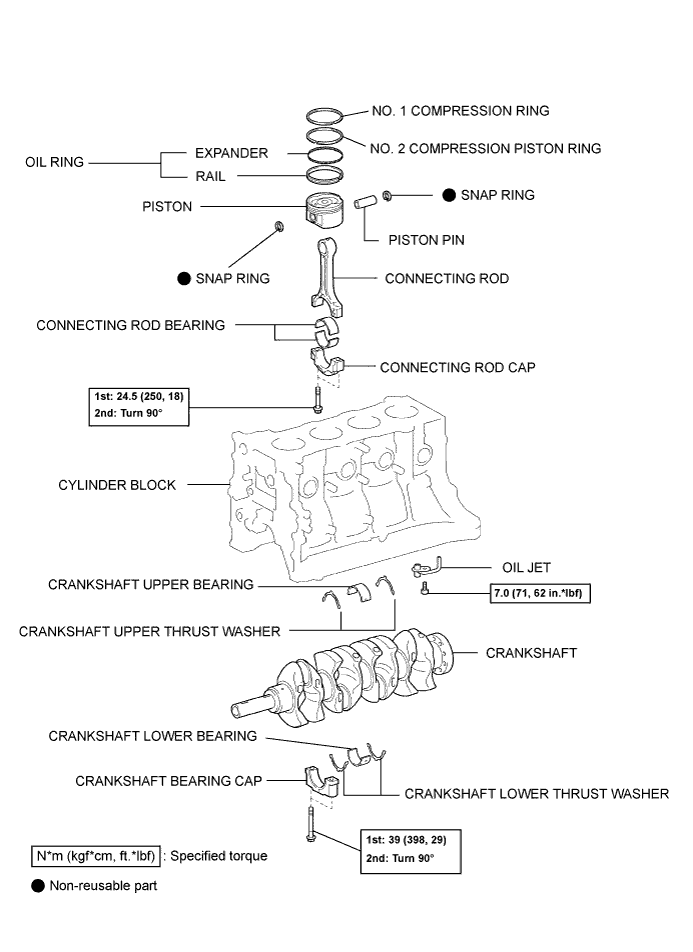 NO. 1 COMPRESSION RING
NO. 2 COMPRESSION PISTON RING
EXPANDER
OIL RING
RAIL
SNAP RING
PISTON
PISTON PIN
SNAP RING
CONNECTING ROD
CONNECTING ROD BEARING
CONNECTING ROD CAP
1st: 24.5 (250, 18)
2nd: Turn 90°
CYLINDER BLOCK
OIL JET
CRANKSHAFT UPPER BEARING
7.0 (71, 62 in.*lbf)
CRANKSHAFT UPPER THRUST WASHER
CRANKSHAFT
CRANKSHAFT LOWER BEARING
CRANKSHAFT BEARING CAP
CRANKSHAFT LOWER THRUST WASHER
1st: 39 (398, 29)
2nd: Turn 90°
N*m (kgf*cm, ft.*lbf) : Specified torque
Non-reusable part